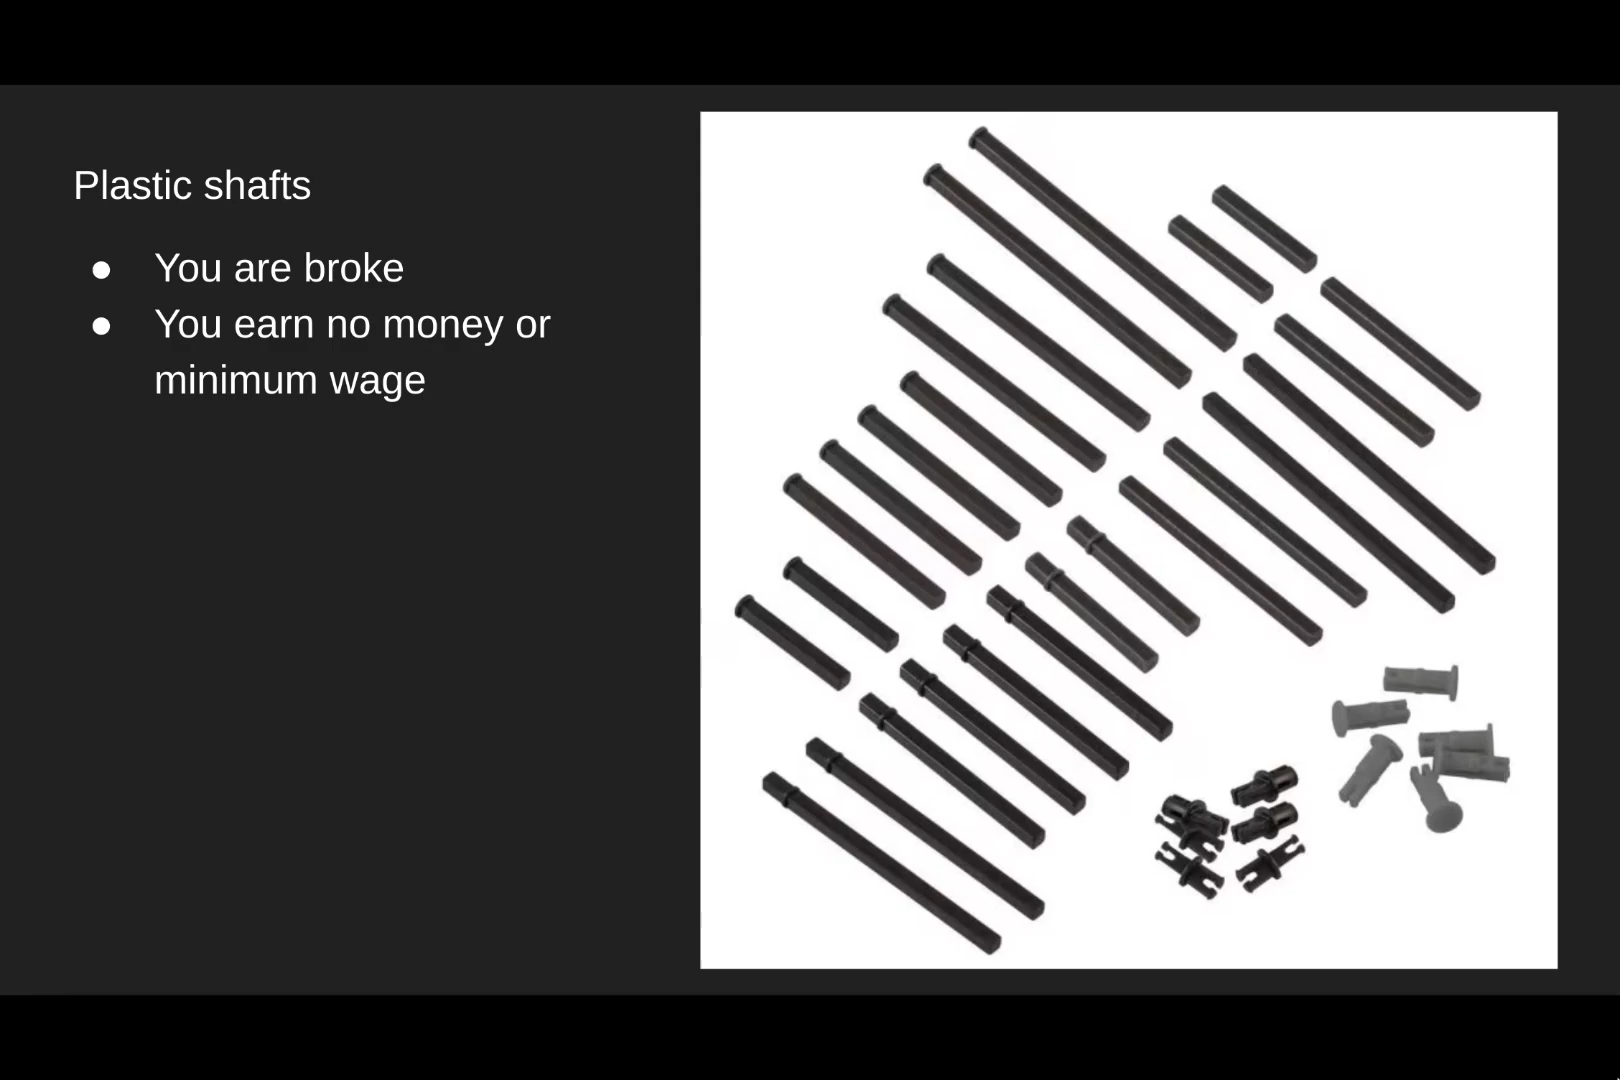 Plastic shafts
● You are broke
● You earn no money or
minimum wage